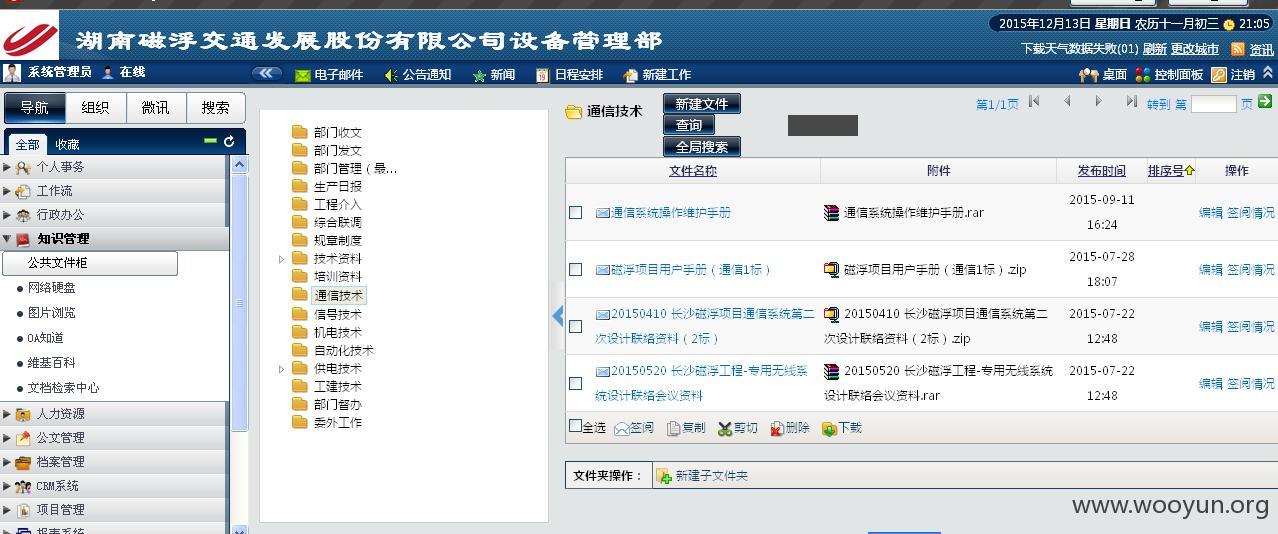 2015年12月13日 星期日 农历十一月初三 21:05
湖南磁浮交通发展股份有限公司设备管理部
下载天气数据失败(01) 刷新 更改城市 资讯
系统管理员 在线 电子邮件 公告通知 新闻 日程安排 新建工作 桌面 控制面板 注销
导航 组织 微讯 搜索
全部 收藏
个人事务
工作流
行政办公
知识管理
公共文件柜
网络硬盘
图片浏览
OA知道
维基百科
文档检索中心
人力资源
公文管理
档案管理
CRM系统
项目管理
报表系统
部门收文
部门发文
部门管理（最...
生产日报
工程介入
综合联调
规章制度
技术资料
培训资料
通信技术
信号技术
机电技术
自动化技术
供电技术
工建技术
部门督办
委外工作
通信技术 新建文件
查询
全局搜索
第1/1页 转到 第 页
文件名称 附件 发布时间 排序号 操作
通信系统操作维护手册 通信系统操作维护手册.rar 2015-09-11 16:24 编辑 签阅情况
磁浮项目用户手册（通信1标） 磁浮项目用户手册（通信1标）.zip 2015-07-28 18:07 编辑 签阅情况
20150410 长沙磁浮项目通信系统第二
次设计联络资料（2标） 20150410 长沙磁浮项目通信系统第二
次设计联络资料（2标）.zip 2015-07-22 12:48 编辑 签阅情况
20150520 长沙磁浮工程-专用无线系
统设计联络会议资料 20150520 长沙磁浮工程-专用无线系统
设计联络会议资料.rar 2015-07-22 12:48 编辑 签阅情况
全选 签阅 复制 剪切 删除 下载
文件夹操作： 新建子文件夹
www.wooyun.org